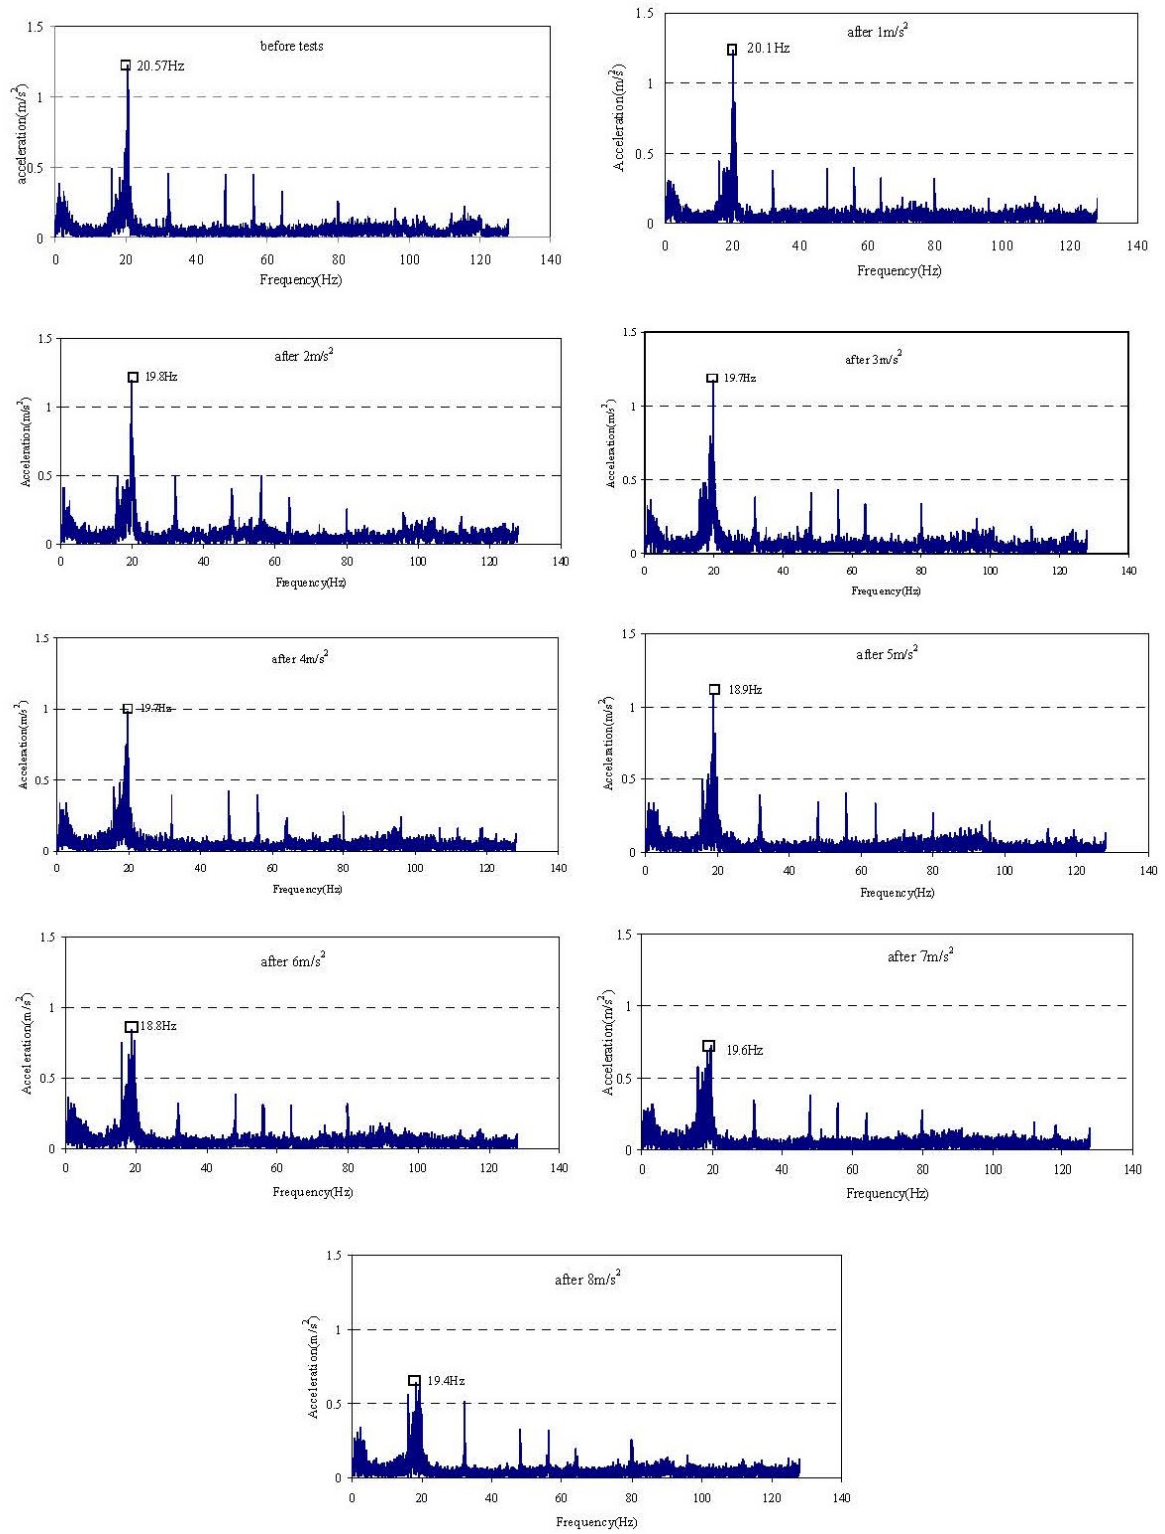 before tests
20.57Hz
acceleration(m/s²)
1.5
1
0.5
0
0 20 40 60 80 100 120 140
Frequency(Hz)
after 1m/s²
20.1Hz
Acceleration(m/s²)
1.5
1
0.5
0
0 20 40 60 80 100 120 140
Frequency(Hz)
after 2m/s²
19.8Hz
Acceleration(m/s²)
1.5
1
0.5
0
0 20 40 60 80 100 120 140
Frequency(Hz)
after 3m/s²
19.7Hz
Acceleration(m/s²)
1.5
1
0.5
0
0 20 40 60 80 100 120 140
Frequency(Hz)
after 4m/s²
19.7Hz
Acceleration(m/s²)
1.5
1
0.5
0
0 20 40 60 80 100 120 140
Frequency(Hz)
after 5m/s²
18.9Hz
Acceleration(m/s²)
1.5
1
0.5
0
0 20 40 60 80 100 120 140
Frequency(Hz)
after 6m/s²
18.8Hz
Acceleration(m/s²)
1.5
1
0.5
0
0 20 40 60 80 100 120 140
Frequency(Hz)
after 7m/s²
19.6Hz
Acceleration(m/s²)
1.5
1
0.5
0
0 20 40 60 80 100 120 140
Frequency(Hz)
after 8m/s²
19.4Hz
Acceleration(m/s²)
1.5
1
0.5
0
0 20 40 60 80 100 120 140
Frequency(Hz)